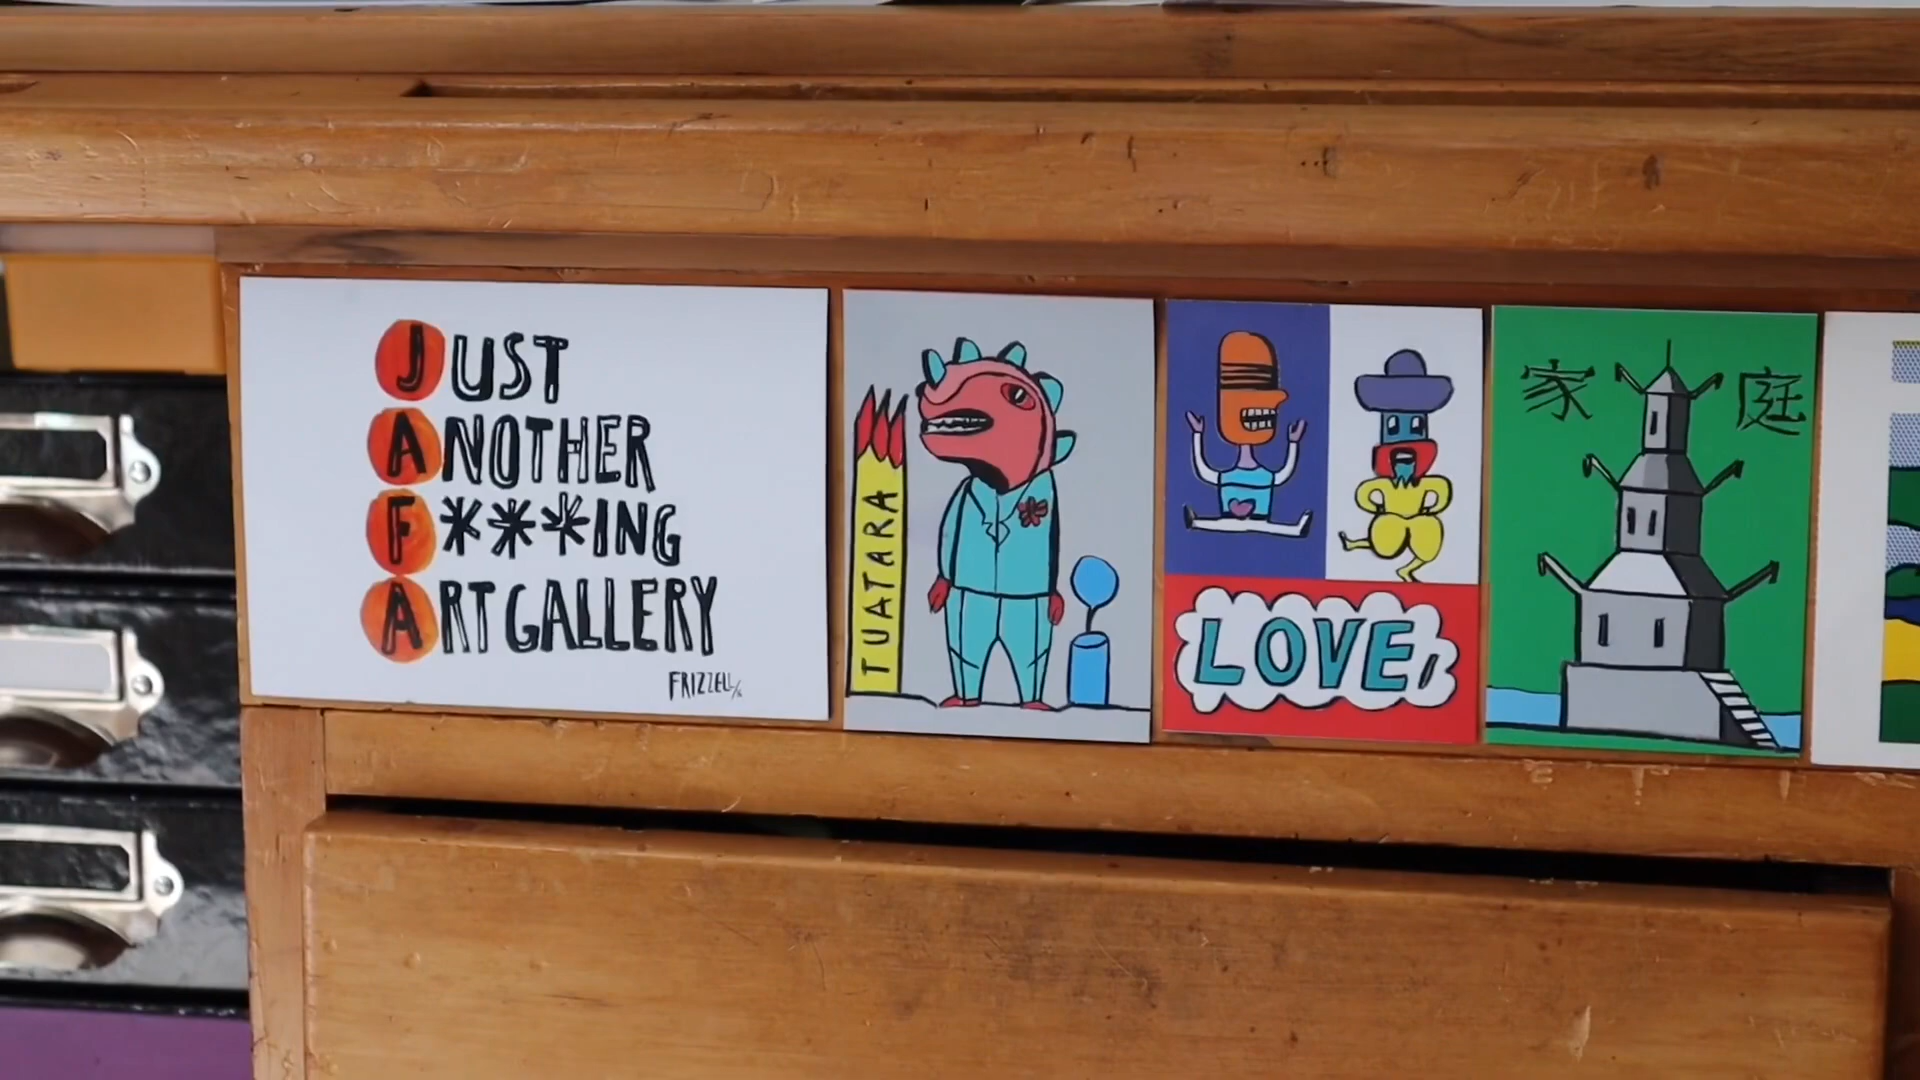 JUST
ANOTHER
F***ING
ART GALLERY
FRIZZELL
TUATARA
LOVE
家 庭